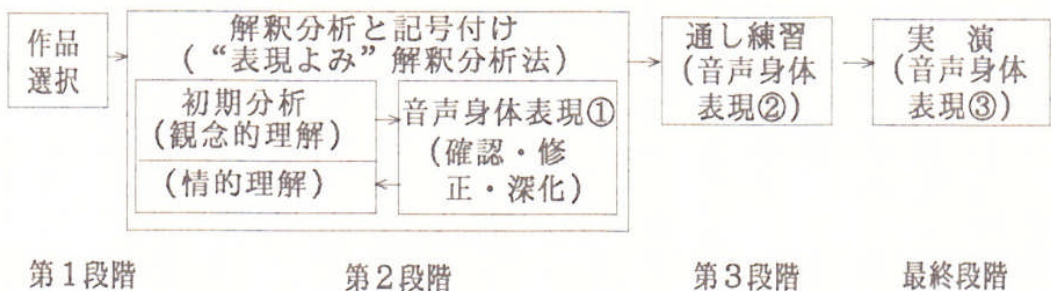 作品
選択
解釈分析と記号付け
(“表現よみ”解釈分析法)
初期分析
(観念的理解)
(情的理解)
音声身体表現①
(確認・修
正・深化)
通し練習
(音声身体
表現②)
実 演
(音声身体
表現③)
第1段階
第2段階
第3段階
最終段階